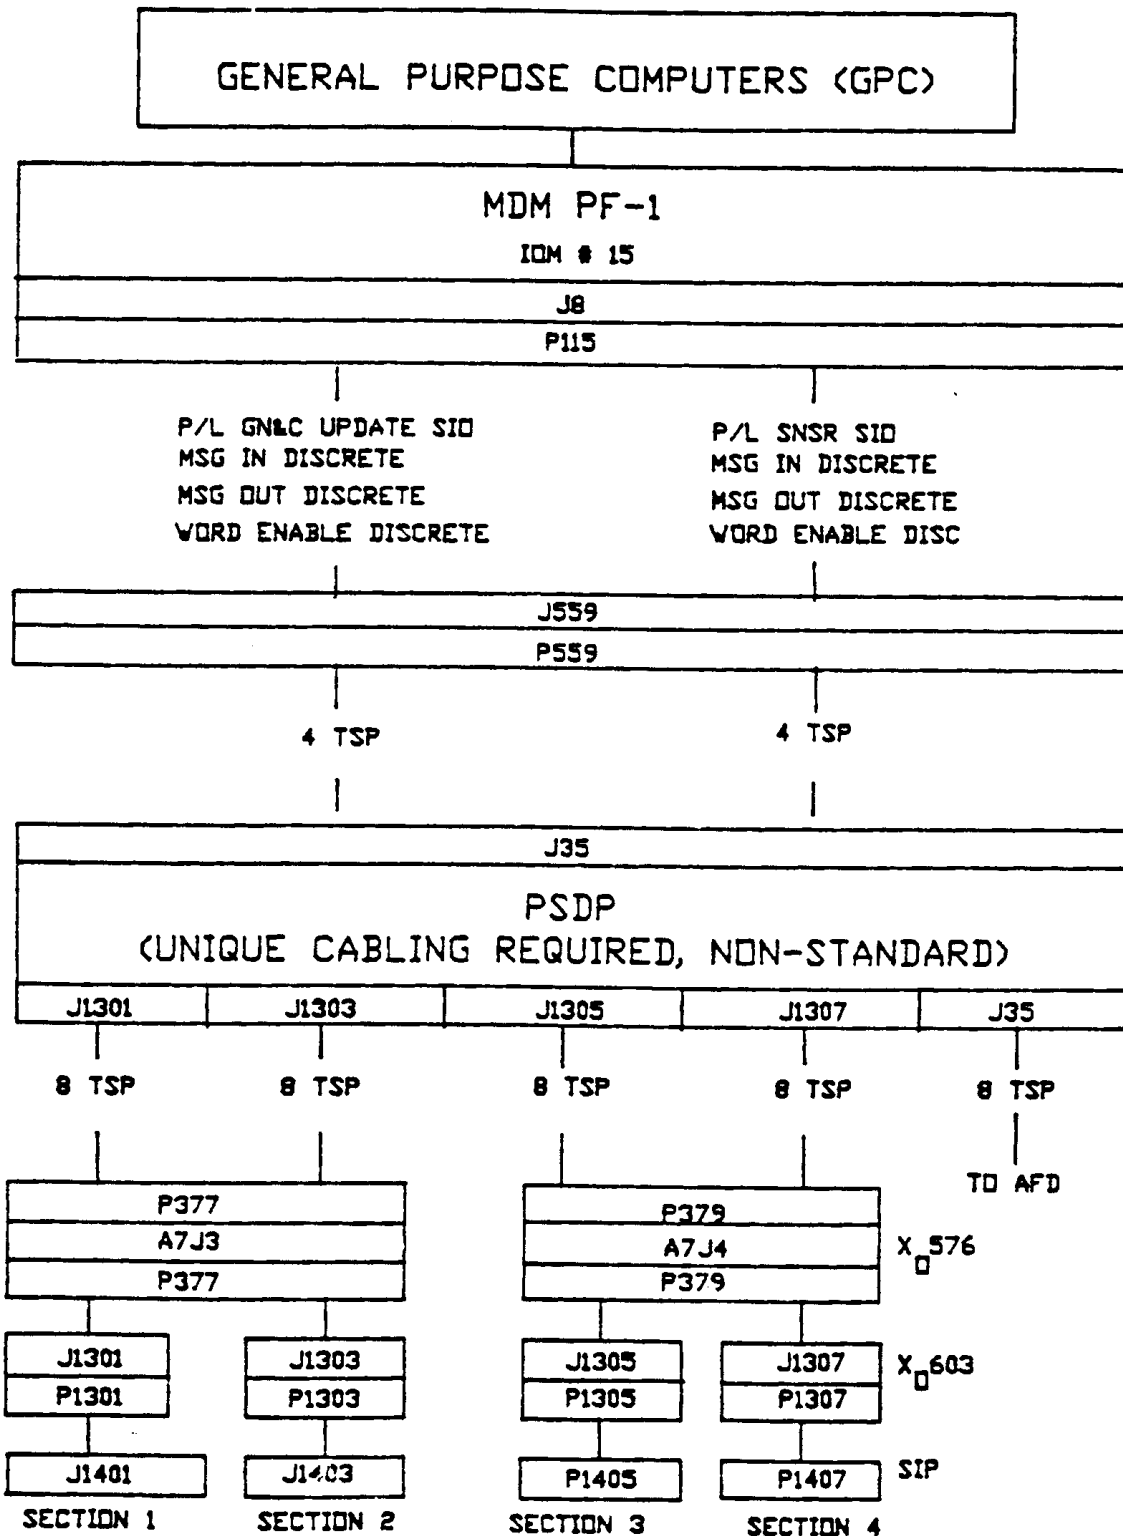 GENERAL PURPOSE COMPUTERS (GPC)
MDM PF-1
IOM # 15
J8
P115
P/L GN&C UPDATE SIO
MSG IN DISCRETE
MSG OUT DISCRETE
WORD ENABLE DISCRETE
P/L SNSR SIO
MSG IN DISCRETE
MSG OUT DISCRETE
WORD ENABLE DISC
J559
P559
4 TSP
4 TSP
J35
PSDP
(UNIQUE CABLING REQUIRED, NON-STANDARD)
J1301
J1303
J1305
J1307
J35
8 TSP
8 TSP
8 TSP
8 TSP
8 TSP
TO AFD
P377
A7J3
P377
P379
A7J4
P379
Xo576
J1301
P1301
J1303
P1303
J1305
P1305
J1307
P1307
Xo603
J1401
J1403
P1405
P1407
SIP
SECTION 1
SECTION 2
SECTION 3
SECTION 4